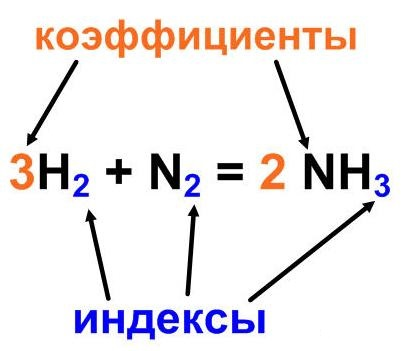 коэффициенты
3H₂ + N₂ = 2 NH₃
индексы